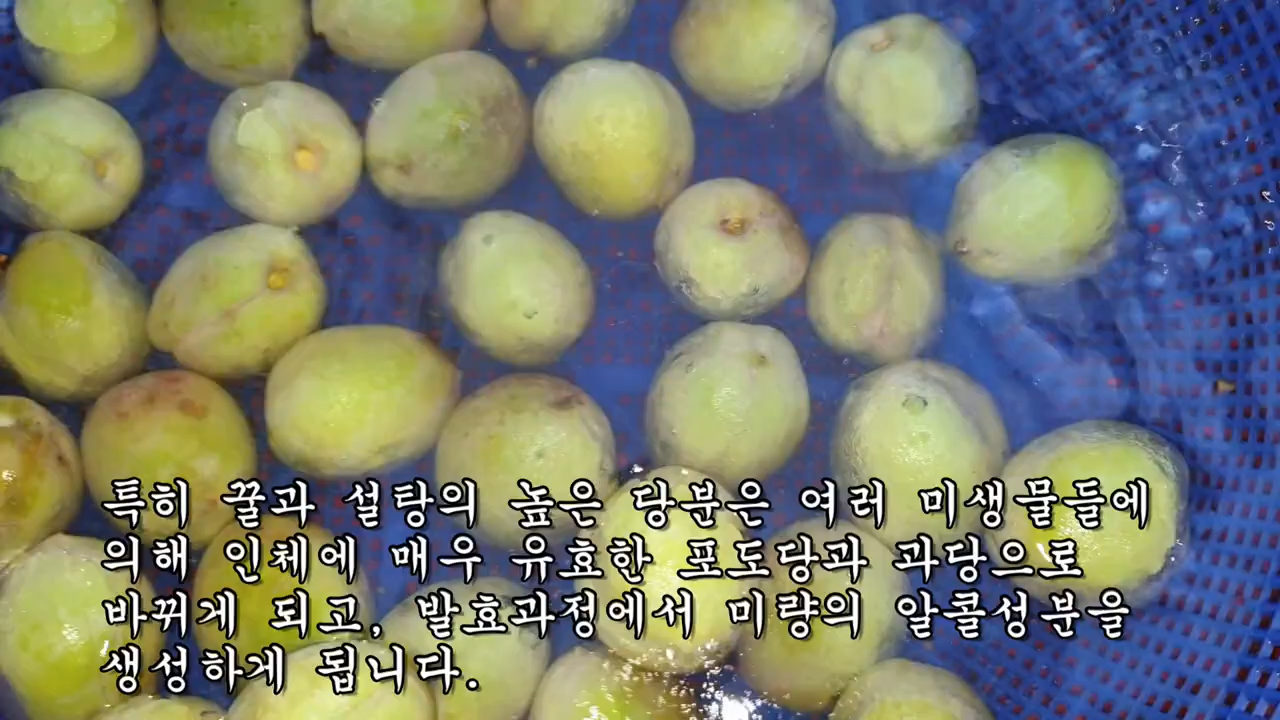 특히 꿀과 설탕의 높은 당분은 여러 미생물들에
의해 인체에 매우 유효한 포도당과 과당으로
바뀌게 되고, 발효과정에서 미량의 알콜성분을
생성하게 됩니다.